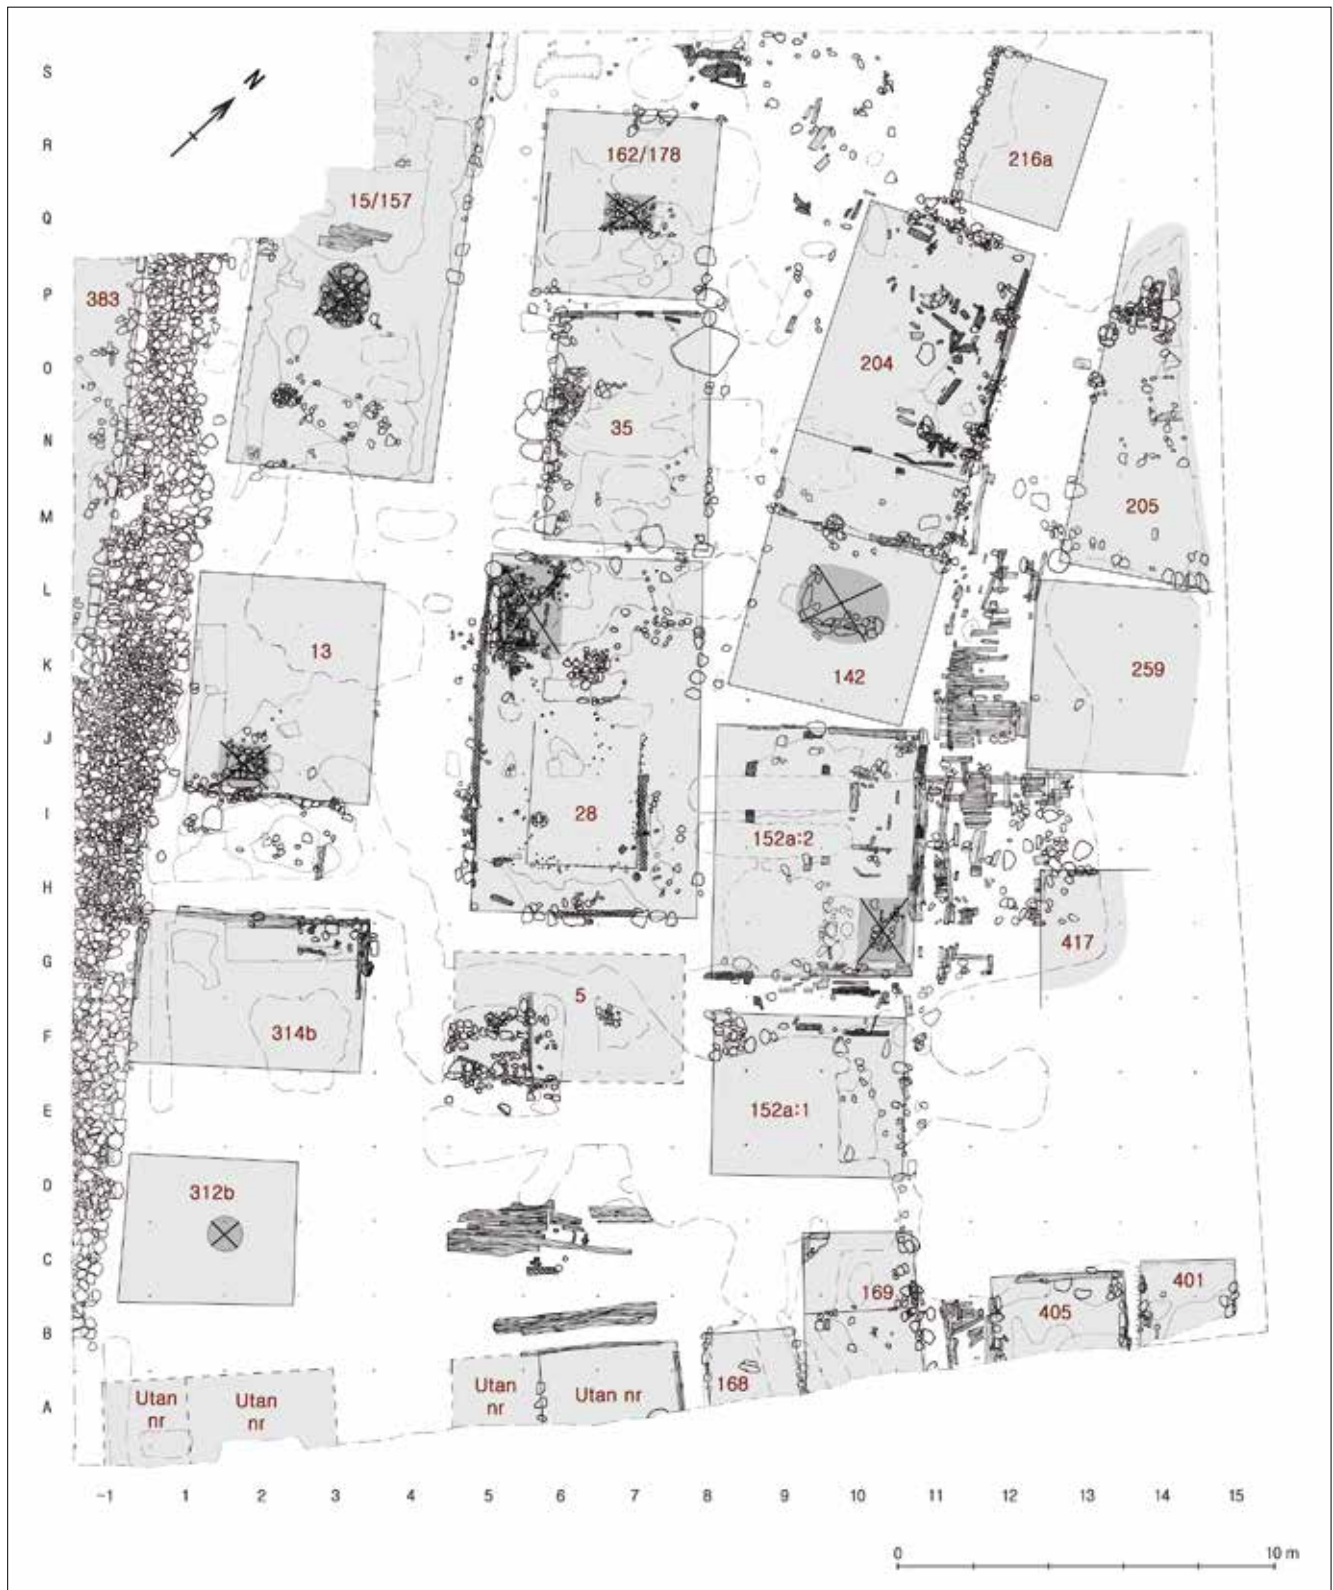 N
S
R
Q
P
O
N
M
L
K
J
I
H
G
F
E
D
C
B
A
162/178
216a
15/157
383
204
35
205
13
142
259
28
152a:2
417
5
314b
152a:1
312b
169
401
405
168
Utan
nr
Utan
nr
Utan
nr
Utan nr
-1 1 2 3 4 5 6 7 8 9 10 11 12 13 14 15
0 10 m